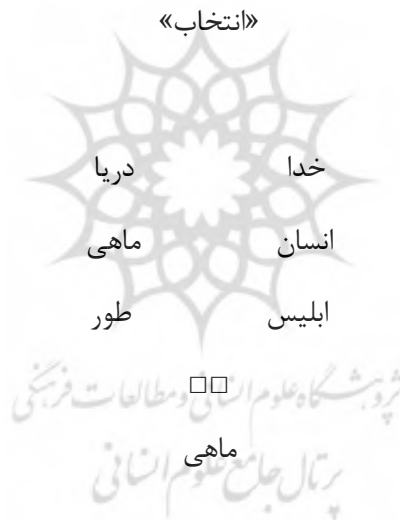 «انتخاب»
خدا دریا
انسان ماهی
ابلیس طور
□□
پژوهشگاه علوم انسانی و مطالعات فرهنگی
ماهی
پرتال جامع علوم انسانی